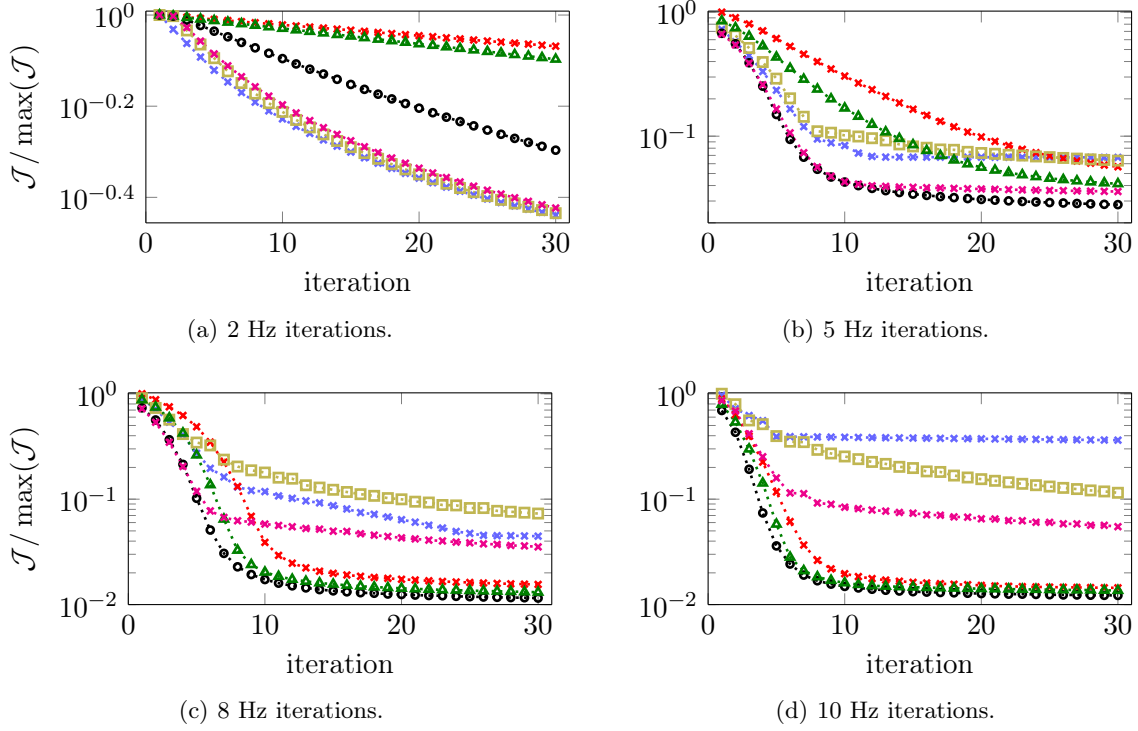 10^0
10^−0.2
10^−0.4
𝒥 / max(𝒥)
0 10 20 30
iteration
(a) 2 Hz iterations.
10^0
10^−1
0 10 20 30
iteration
(b) 5 Hz iterations.
10^0
10^−1
10^−2
𝒥 / max(𝒥)
0 10 20 30
iteration
(c) 8 Hz iterations.
10^0
10^−1
10^−2
0 10 20 30
iteration
(d) 10 Hz iterations.